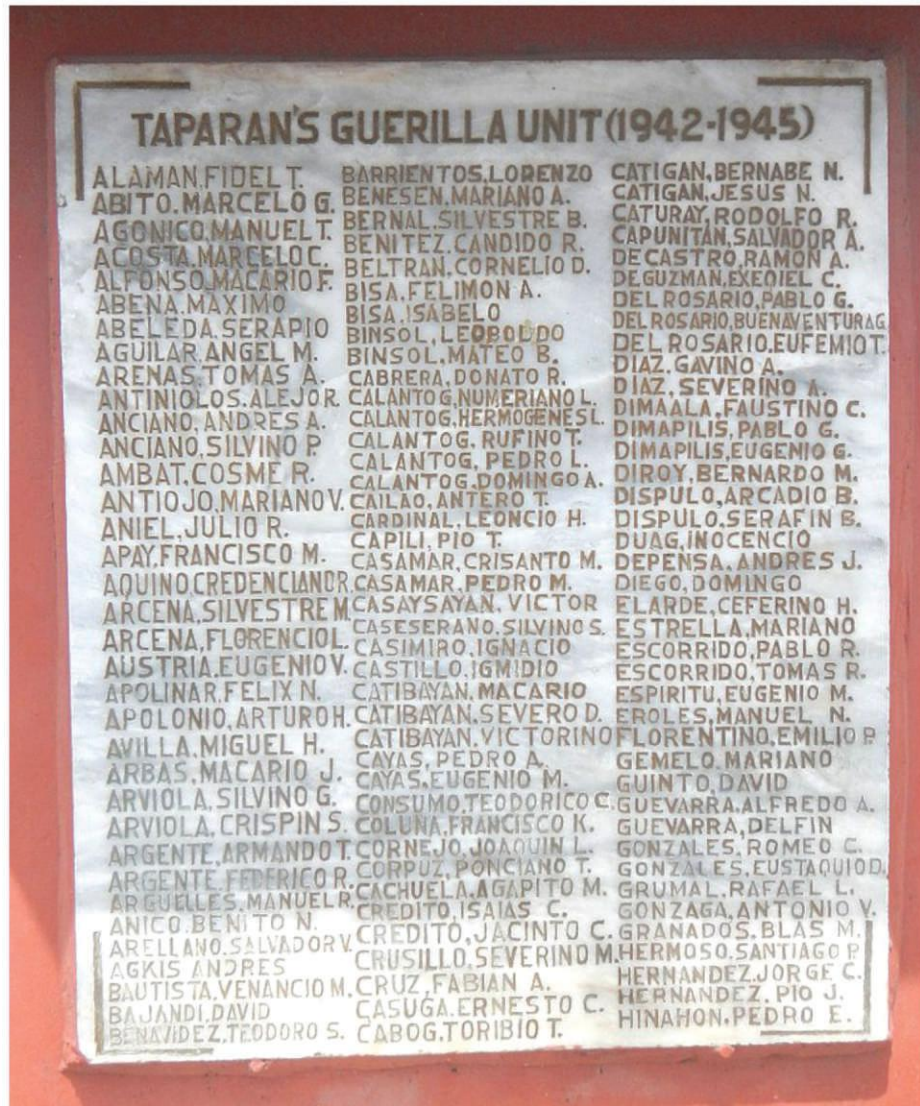 TAPARAN'S GUERILLA UNIT (1942-1945)
ALAMAN, FIDEL T.
ABITO. MARCELO G.
AGONICO. MANUEL T.
ACOSTA. MARCELO C.
ALFONSO. MACARIO F.
ABENA. MAXIMO
ABELEDA. SERAPIO
AGUILAR. ANGEL M.
ARENAS. TOMAS A.
ANTINIOLOS. ALEJO R.
ANCIANO. ANDRES A.
ANCIANO, SILVINO P.
AMBAT. COSME R.
ANTIOJO, MARIANO V.
ANIEL, JULIO R.
APAY, FRANCISCO M.
AQUINO CREDENCIANO R.
ARCENA, SILVESTRE M.
ARCENA, FLORENCIO L.
AUSTRIA. EUGENIO V.
APOLINAR, FELIX N.
APOLONIO, ARTURO H.
AVILLA. MIGUEL H.
ARBAS, MACARIO J.
ARVIOLA, SILVINO G.
ARVIOLA, CRISPIN S.
ARGENTE, ARMANDO T.
ARGENTE. FEDERICO R.
ARGUELLES, MANUEL R.
ANICO. BENITO N.
ARELLANO. SALVADOR V.
AGKIS ANDRES
BAUTISTA, VENANCIO M.
BAJANDI, DAVID
BENAVIDEZ, TEODORO S.
BARRIENTOS, LORENZO
BENESEN, MARIANO A.
BERNAL, SILVESTRE B.
BENITEZ, CANDIDO R.
BELTRAN, CORNELIO D.
BISA, FELIMON A.
BISA, ISABELO
BINSOL, LEOBOLDO
BINSOL, MATEO B.
CABRERA, DONATO R.
CALANTOG, NUMERIANO L.
CALANTOG, HERMOGENES L.
CALANTOG. RUFINO T.
CALANTOG, PEDRO L.
CALANTOG. DOMINGO A.
CAILAO, ANTERO T.
CARDINAL, LEONCIO H.
CAPILI, PIO T.
CASAMAR, CRISANTO M.
CASAMAR, PEDRO M.
CASAYSAYAN, VICTOR
CASESERANO. SILVINO S.
CASIMIRO, IGNACIO
CASTILLO. IGMIDIO
CATIBAYAN. MACARIO
CATIBAYAN. SEVERO D.
CATIBAYAN, VICTORINO
CAYAS, PEDRO A.
CAYAS, EUGENIO M.
CONSUMO, TEODORICO C.
COLUNA, FRANCISCO K.
CORNEJO, JOAQUIN L.
CORPUZ, PONCIANO T.
CACHUELA, AGAPITO M.
CREDITO, ISAIAS C.
CREDITO, JACINTO C.
CRUSILLO, SEVERINO M.
CRUZ, FABIAN A.
CASUGA. ERNESTO C.
CABOG, TORIBIO T.
CATIGAN, BERNABE N.
CATIGAN, JESUS N.
CATURAY, RODOLFO R.
CAPUNITAN, SALVADOR A.
DE CASTRO, RAMON A.
DEGUZMAN, EXEQIEL C.
DEL ROSARIO, PABLO G.
DEL ROSARIO, BUENAVENTURA G
DEL ROSARIO. EUFEMIO T.
DIAZ. GAVINO A.
DIAZ, SEVERINO A.
DIMAALA, FAUSTINO C.
DIMAPILIS, PABLO G.
DIMAPILIS, EUGENIO G.
DIROY, BERNARDO M.
DISPULO, ARCADIO B.
DISPULO. SERAFIN B.
DUAG, INOCENCIO
DEPENSA. ANDRES J.
DIEGO, DOMINGO
ELARDE, CEFERINO H.
ESTRELLA, MARIANO
ESCORRIDO, PABLO R.
ESCORRIDO, TOMAS R.
ESPIRITU, EUGENIO M.
EROLES, MANUEL N.
FLORENTINO, EMILIO P.
GEMELO. MARIANO
GUINTO, DAVID
GUEVARRA. ALFREDO A.
GUEVARRA, DELFIN
GONZALES, ROMEO C.
GONZALES, EUSTAQUIO D.
GRUMAL. RAFAEL L.
GONZAGA, ANTONIO V.
GRANADOS. BLAS M.
HERMOSO. SANTIAGO P.
HERNANDEZ, JORGE C.
HERNANDEZ. PIO J.
HINAHON. PEDRO E.